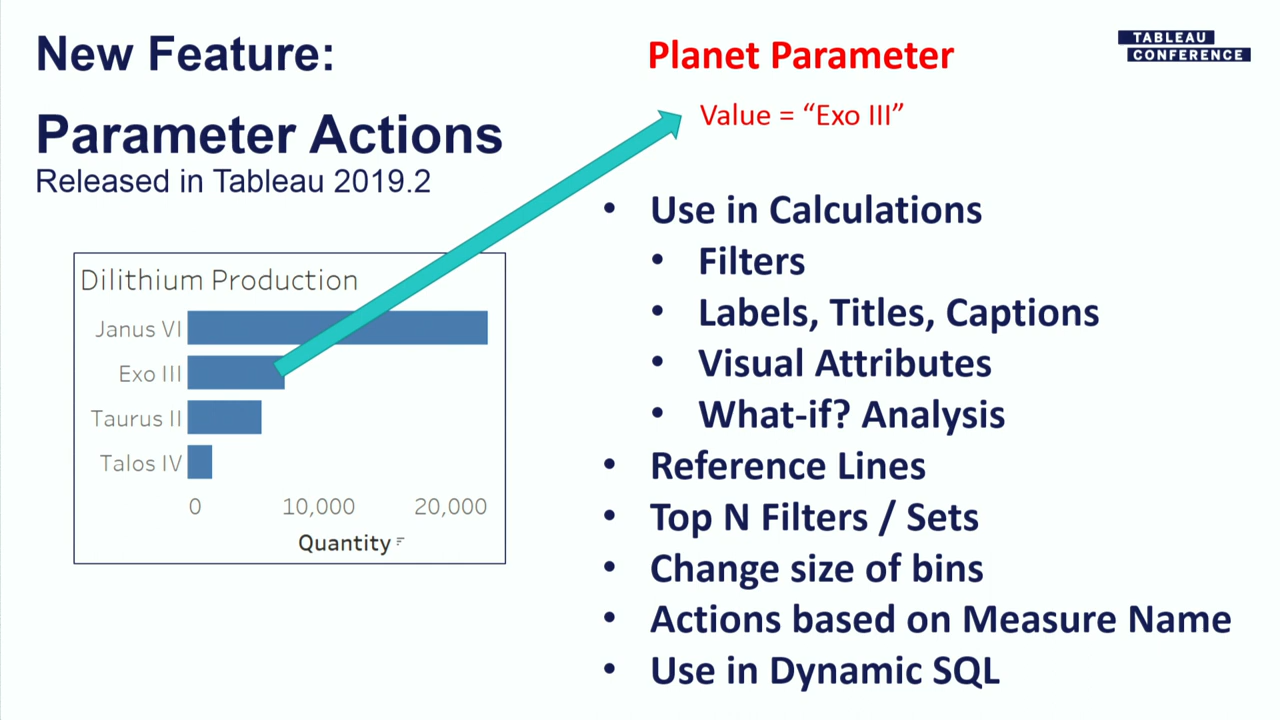 New Feature:
Parameter Actions
Released in Tableau 2019.2
Dilithium Production
Janus VI
Exo III
Taurus II
Talos IV
0 10,000 20,000
Quantity
Planet Parameter
Value = “Exo III”
TABLEAU
CONFERENCE
• Use in Calculations
• Filters
• Labels, Titles, Captions
• Visual Attributes
• What-if? Analysis
• Reference Lines
• Top N Filters / Sets
• Change size of bins
• Actions based on Measure Name
• Use in Dynamic SQL